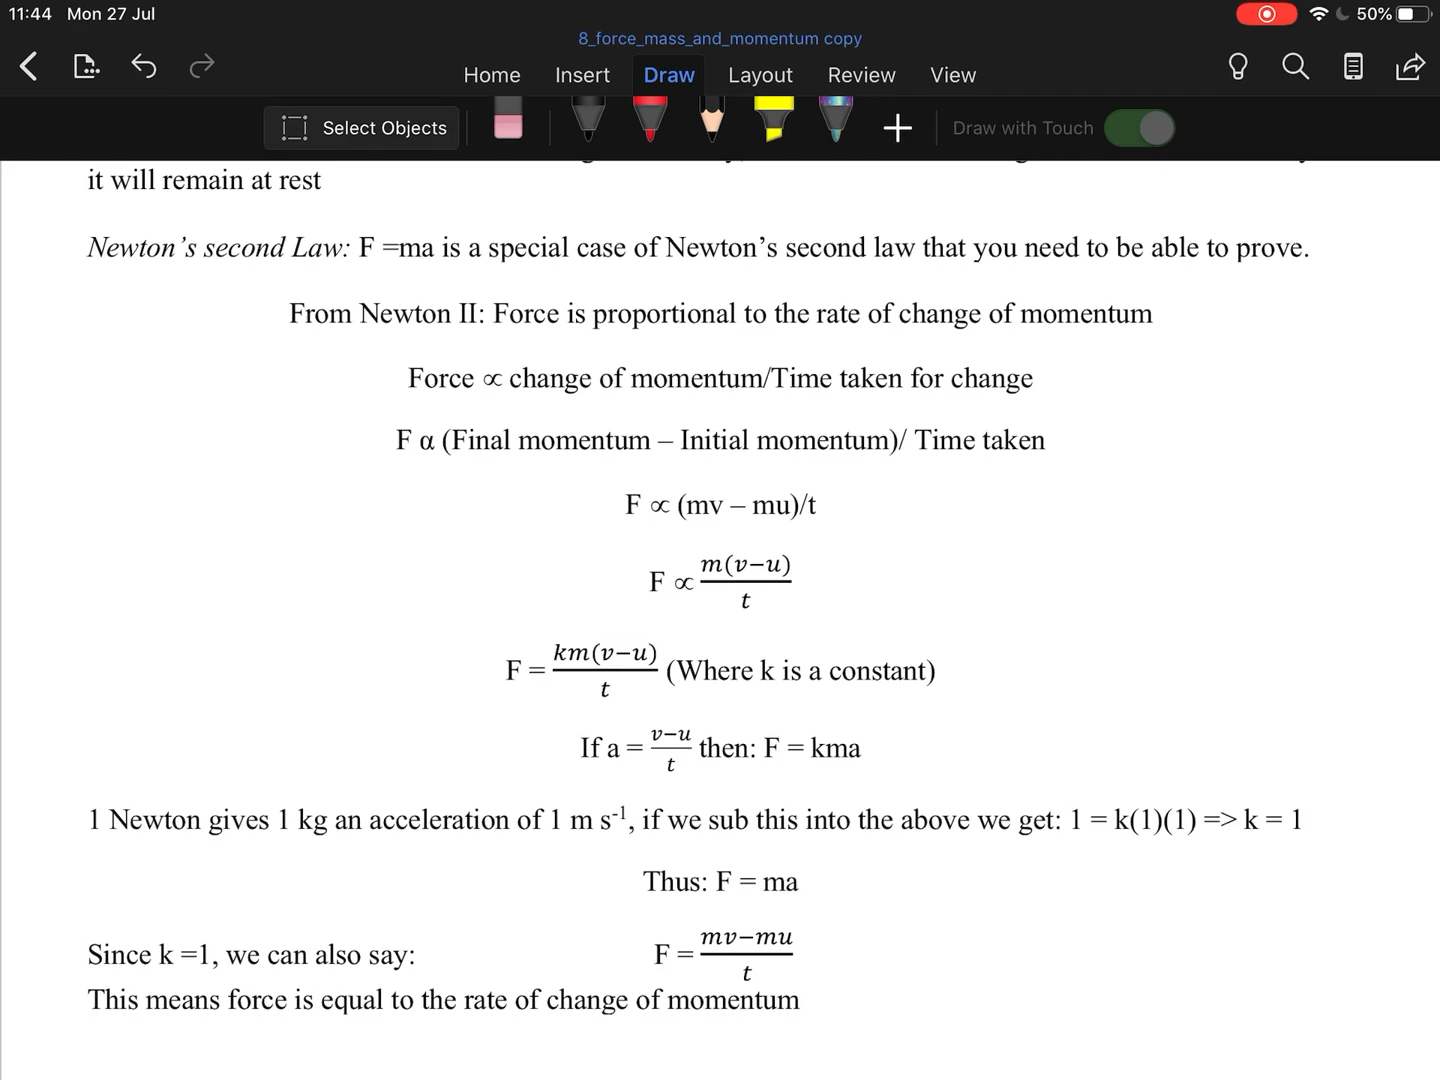 11:44 Mon 27 Jul 50%
8_force_mass_and_momentum copy
Home Insert Draw Layout Review View
Select Objects Draw with Touch
it will remain at rest
Newton’s second Law: F =ma is a special case of Newton’s second law that you need to be able to prove.
From Newton II: Force is proportional to the rate of change of momentum
Force ∝ change of momentum/Time taken for change
F α (Final momentum – Initial momentum)/ Time taken
F ∝ (mv – mu)/t
F ∝ m(v−u)/t
F = km(v−u)/t (Where k is a constant)
If a = v−u/t then: F = kma
1 Newton gives 1 kg an acceleration of 1 m s⁻¹, if we sub this into the above we get: 1 = k(1)(1) => k = 1
Thus: F = ma
Since k =1, we can also say: F = mv−mu/t
This means force is equal to the rate of change of momentum